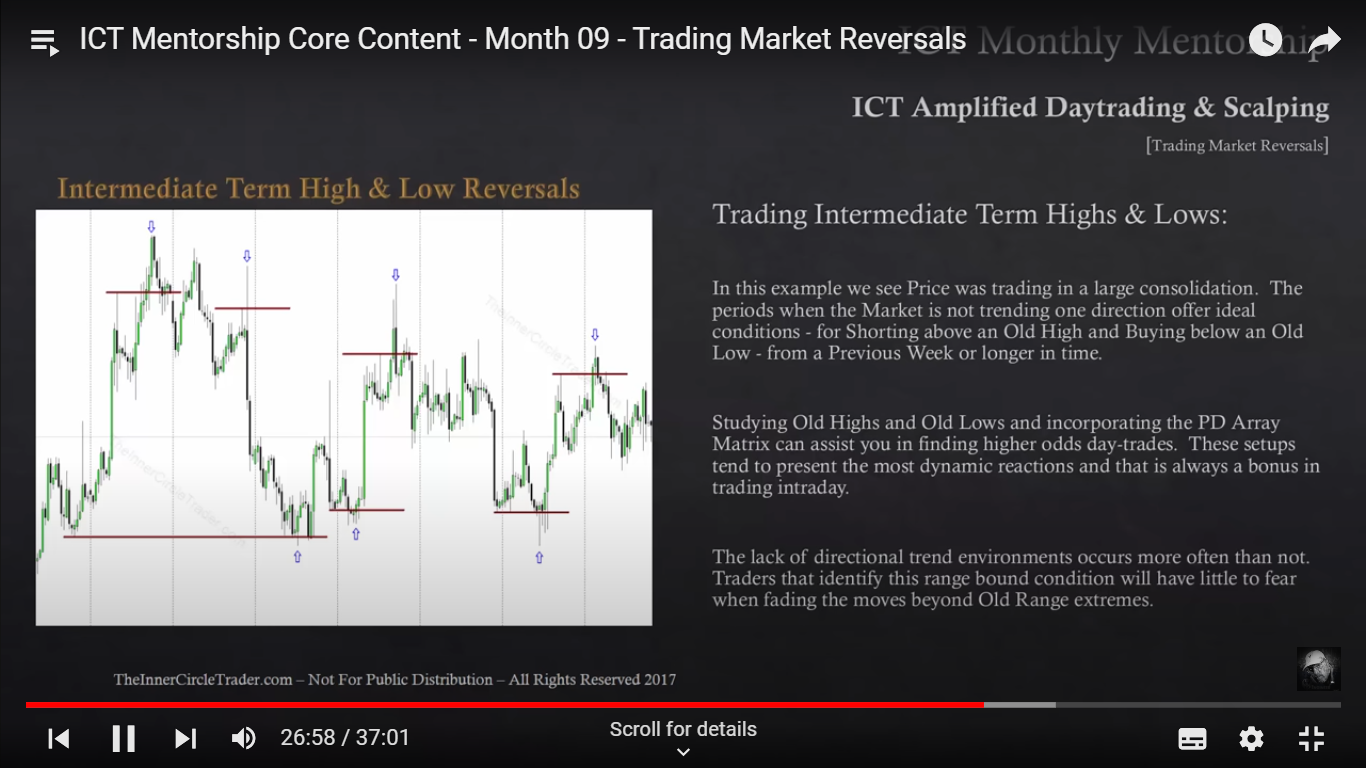 ICT Mentorship Core Content - Month 09 - Trading Market Reversals
ICT Monthly Mentorship
ICT Amplified Daytrading & Scalping
[Trading Market Reversals]
Intermediate Term High & Low Reversals
TheInnerCircleTrader.com
TheInnerCircleTrader
Trading Intermediate Term Highs & Lows:
In this example we see Price was trading in a large consolidation. The
periods when the Market is not trending one direction offer ideal
conditions - for Shorting above an Old High and Buying below an Old
Low - from a Previous Week or longer in time.
Studying Old Highs and Old Lows and incorporating the PD Array
Matrix can assist you in finding higher odds day-trades. These setups
tend to present the most dynamic reactions and that is always a bonus in
trading intraday.
The lack of directional trend environments occurs more often than not.
Traders that identify this range bound condition will have little to fear
when fading the moves beyond Old Range extremes.
TheInnerCircleTrader.com – Not For Public Distribution – All Rights Reserved 2017
26:58 / 37:01
Scroll for details